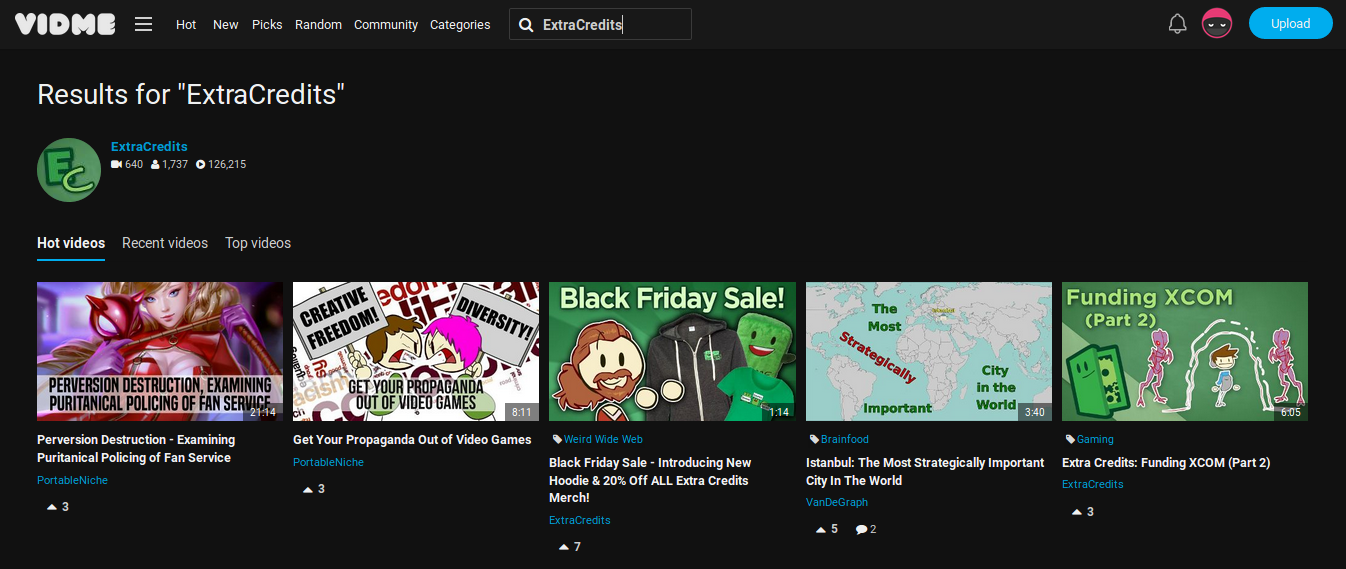 VIDME
Hot New Picks Random Community Categories ExtraCredits Upload
Results for "ExtraCredits"
EC
ExtraCredits
640 1,737 126,215
Hot videos Recent videos Top videos
PERVERSION DESTRUCTION, EXAMINING
PURITANICAL POLICING OF FAN SERVICE
21:14
Perversion Destruction - Examining
Puritanical Policing of Fan Service
PortableNiche
3
CREATIVE
FREEDOM!
DIVERSITY!
GET YOUR PROPAGANDA
OUT OF VIDEO GAMES
8:11
Get Your Propaganda Out of Video Games
PortableNiche
3
Black Friday Sale!
1:14
Weird Wide Web
Black Friday Sale - Introducing New
Hoodie & 20% Off ALL Extra Credits
Merch!
ExtraCredits
7
The
Most
Strategically
Important
City
in the
World
3:40
Brainfood
Istanbul: The Most Strategically Important
City In The World
VanDeGraph
5 2
Funding XCOM
(Part 2)
6:05
Gaming
Extra Credits: Funding XCOM (Part 2)
ExtraCredits
3